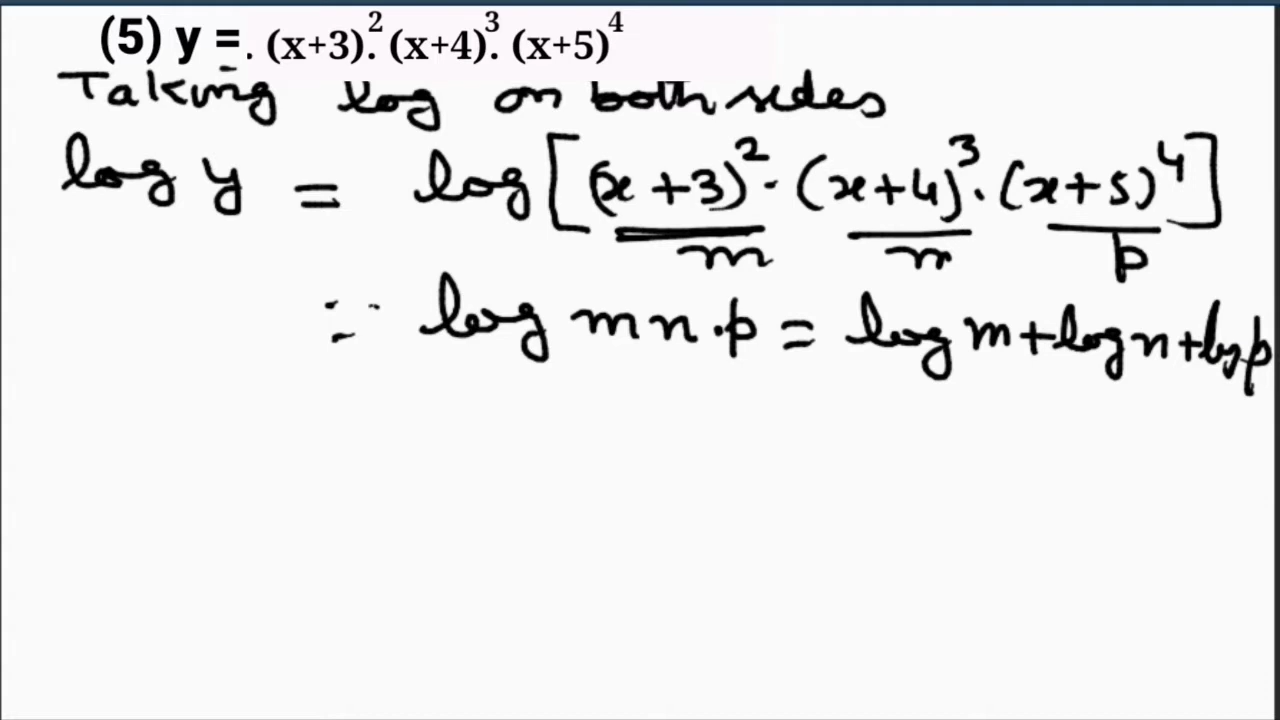 (5) y = . (x+3)². (x+4)³. (x+5)⁴
Taking log on both sides
log y = log [(x+3)². (x+4)³. (x+5)⁴]
m n p
∵ log mn.p = log m + log n + log p